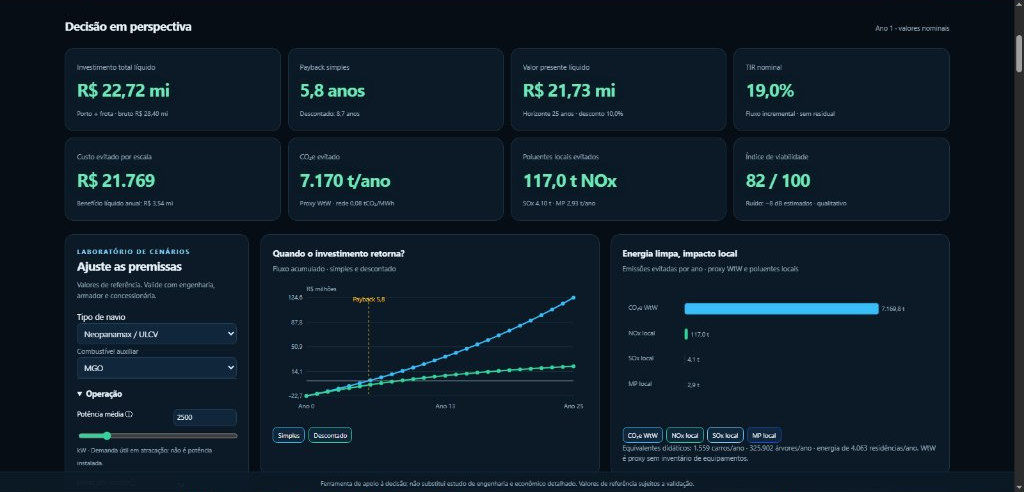 Decisão em perspectiva
Ano 1 · valores nominais
Investimento total líquido
R$ 22,72 mi
Porto + frota · bruto R$ 28,40 mi
Payback simples
5,8 anos
Descontado: 8,7 anos
Valor presente líquido
R$ 21,73 mi
Horizonte 25 anos · desconto 10,0%
TIR nominal
19,0%
Fluxo incremental · sem residual
Custo evitado por escala
R$ 21.769
Benefício líquido anual: R$ 3,54 mi
CO₂e evitado
7.170 t/ano
Proxy WtW · rede 0,08 tCO₂/MWh
Poluentes locais evitados
117,0 t NOx
SOx 4,10 t · MP 2,93 t/ano
Índice de viabilidade
82 / 100
Ruído: −8 dB estimados · qualitativo
LABORATÓRIO DE CENÁRIOS
Ajuste as premissas
Valores de referência. Valide com engenharia,
armador e concessionária.
Tipo de navio
Neopanamax / ULCV
Combustível auxiliar
MGO
▼ Operação
Potência média ⓘ
2500
kW · Demanda útil em atracação; não é potência
instalada.
Quando o investimento retorna?
Fluxo acumulado · simples e descontado
R$ milhões
134,6
Payback 5,8
87,8
50,9
14,1
-22,7
Ano 0
Ano 13
Ano 25
Simples
Descontado
Energia limpa, impacto local
Emissões evitadas por ano · proxy WtW e poluentes locais
CO₂e WtW
7.169,8 t
NOx local
117,0 t
SOx local
4,1 t
MP local
2,9 t
CO₂e WtW
NOx local
SOx local
MP local
Equivalentes didáticos: 1.559 carros/ano · 325.902 árvores/ano · energia de 4.063 residências/ano. WtW
é proxy sem inventário de equipamentos.
Ferramenta de apoio à decisão; não substitui estudo de engenharia e econômico detalhado. Valores de referência sujeitos a validação.